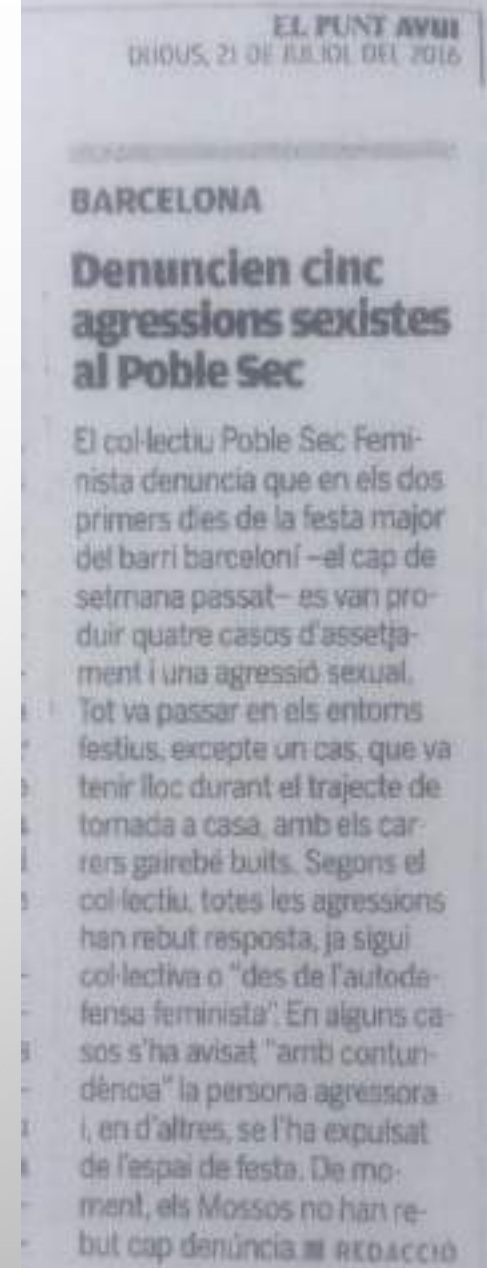 EL PUNT AVUI
DIJOUS, 21 DE JULIOL DEL 2016
BARCELONA
Denuncien cinc
agressions sexistes
al Poble Sec
El col·lectiu Poble Sec Femi-
nista denuncia que en els dos
primers dies de la festa major
del barri barceloní –el cap de
setmana passat– es van pro-
duir quatre casos d'assetja-
ment i una agressió sexual.
Tot va passar en els entorns
festius, excepte un cas, que va
tenir lloc durant el trajecte de
tornada a casa, amb els car-
rers gairebé buits. Segons el
col·lectiu, totes les agressions
han rebut resposta, ja sigui
col·lectiva o "des de l'autode-
fensa feminista". En alguns ca-
sos s'ha avisat "amb contun-
dència" la persona agressora
i, en d'altres, se l'ha expulsat
de l'espai de festa. De mo-
ment, els Mossos no han re-
but cap denúncia ■ REDACCIÓ